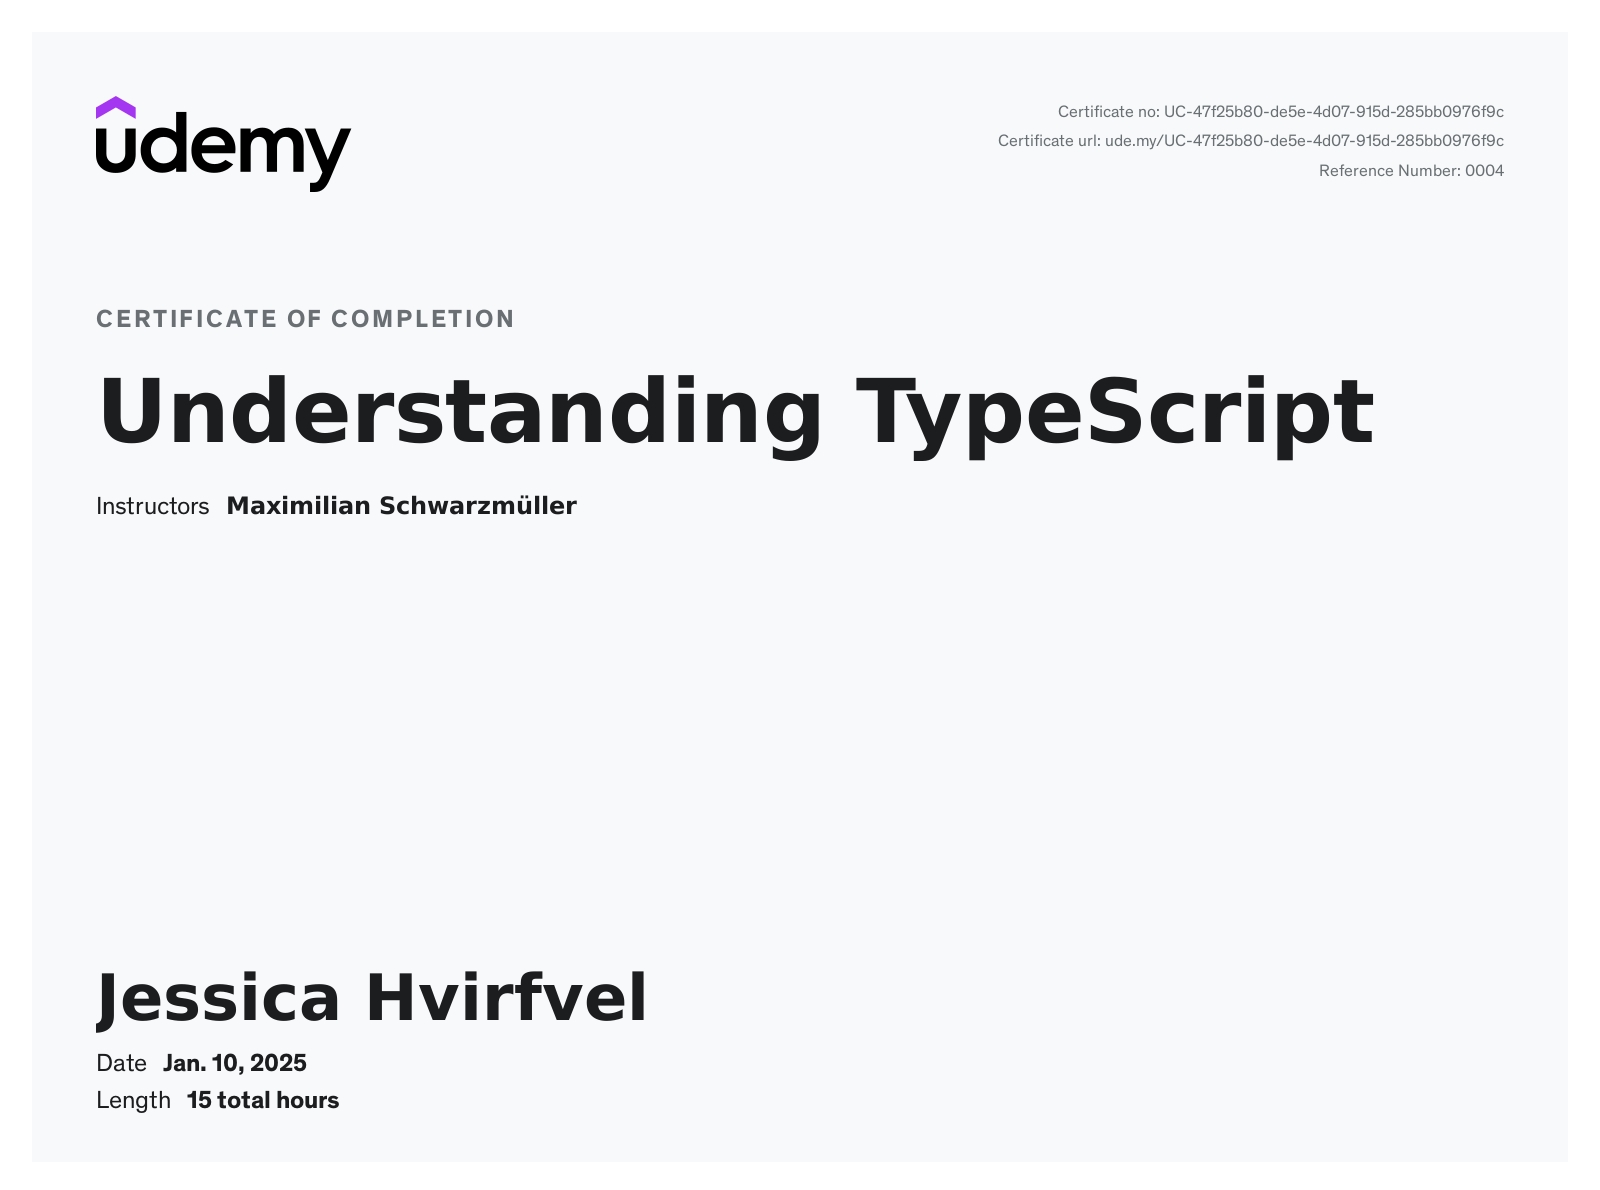 udemy
Certificate no: UC-47f25b80-de5e-4d07-915d-285bb0976f9c
Certificate url: ude.my/UC-47f25b80-de5e-4d07-915d-285bb0976f9c
Reference Number: 0004
CERTIFICATE OF COMPLETION
Understanding TypeScript
Instructors Maximilian Schwarzmüller
Jessica Hvirfvel
Date Jan. 10, 2025
Length 15 total hours